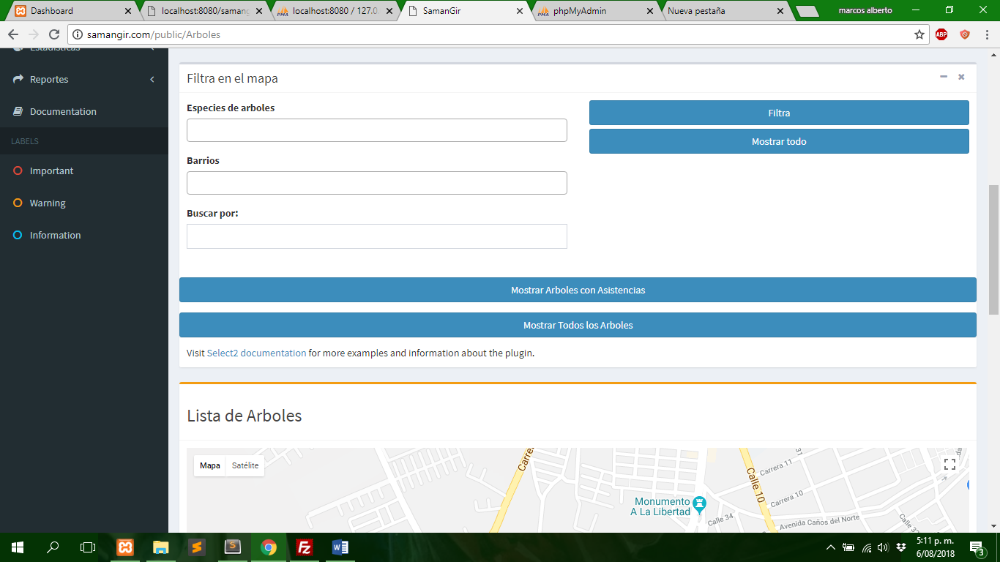 Dashboard
localhost:8080/samang
localhost:8080 / 127.0.
SamanGir
phpMyAdmin
Nueva pestaña
marcos alberto
samangir.com/public/Arboles
ABP
Estadisticas
Reportes
Documentation
LABELS
Important
Warning
Information
Filtra en el mapa
Especies de arboles
Filtra
Mostrar todo
Barrios
Buscar por:
Mostrar Arboles con Asistencias
Mostrar Todos los Arboles
Visit Select2 documentation for more examples and information about the plugin.
Lista de Arboles
Mapa
Satélite
Carre
Calle 10
Carrera 11
31
Carrera 10
Monumento
A La Libertad
Calle 34
Avenida Caños del Norte
Calle 32
5:11 p. m.
6/08/2018
3